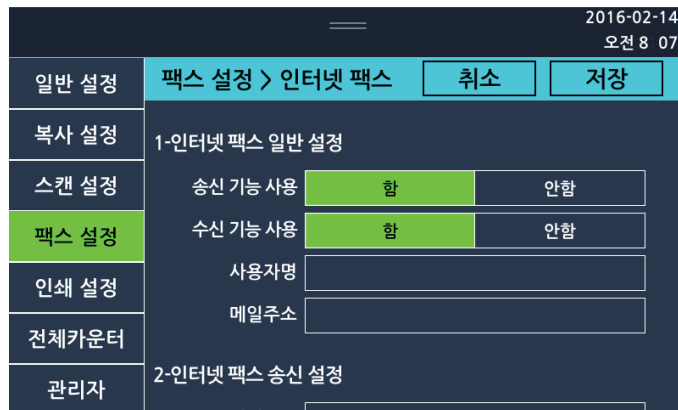 2016-02-14
오전 8 07
일반 설정
팩스 설정 > 인터넷 팩스
취소
저장
복사 설정
1-인터넷 팩스 일반 설정
스캔 설정
송신 기능 사용 함 안함
팩스 설정
수신 기능 사용 함 안함
사용자명
인쇄 설정
메일주소
전체카운터
2-인터넷 팩스 송신 설정
관리자